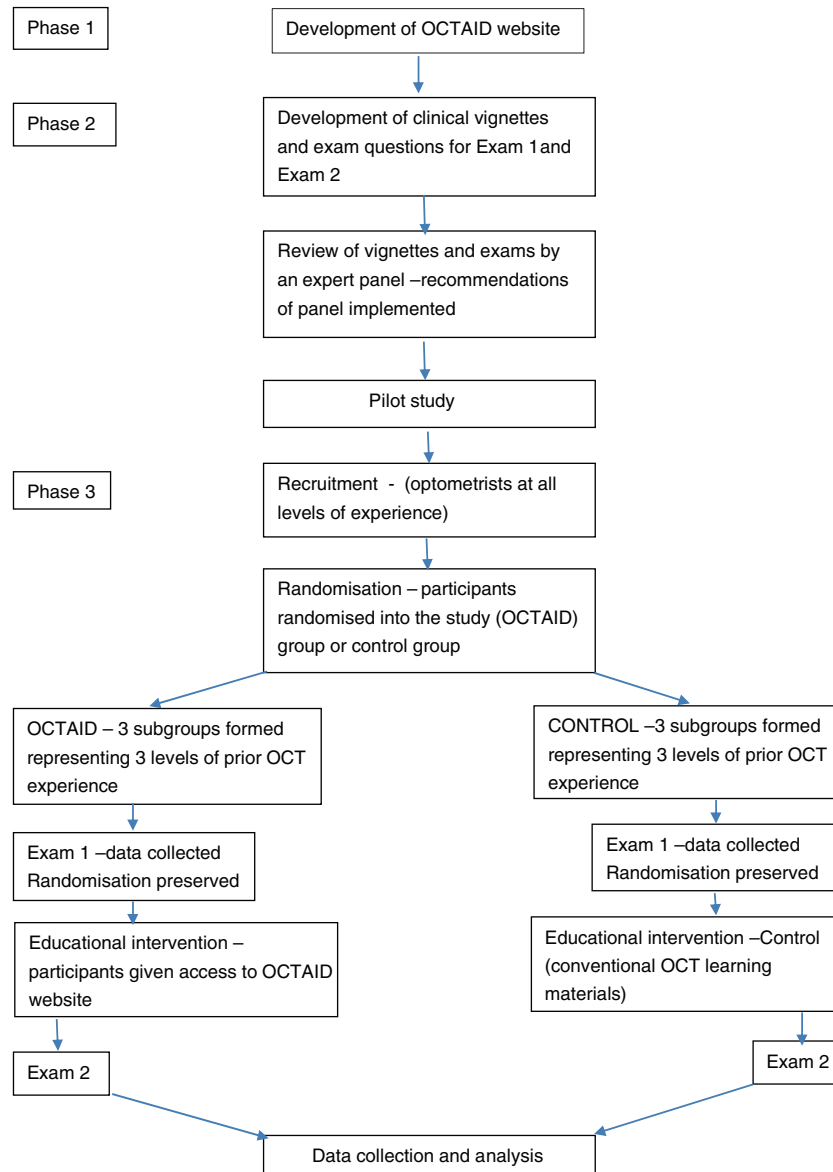 Phase 1
Development of OCTAID website
Phase 2
Development of clinical vignettes
and exam questions for Exam 1 and
Exam 2
Review of vignettes and exams by
an expert panel –recommendations
of panel implemented
Pilot study
Phase 3
Recruitment - (optometrists at all
levels of experience)
Randomisation – participants
randomised into the study (OCTAID)
group or control group
OCTAID – 3 subgroups formed
representing 3 levels of prior OCT
experience
CONTROL –3 subgroups formed
representing 3 levels of prior OCT
experience
Exam 1 –data collected
Randomisation preserved
Exam 1 –data collected
Randomisation preserved
Educational intervention –
participants given access to OCTAID
website
Educational intervention –Control
(conventional OCT learning
materials)
Exam 2
Exam 2
Data collection and analysis